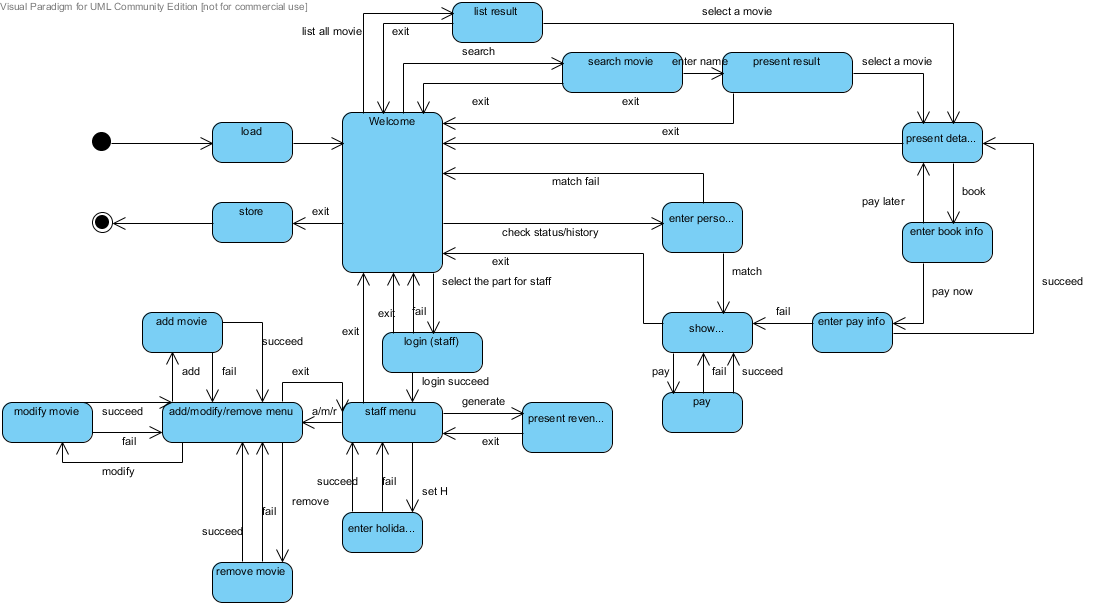 Visual Paradigm for UML Community Edition [not for commercial use]
list result
select a movie
list all movie
exit
search
search movie
enter name
present result
select a movie
exit
exit
Welcome
load
exit
present deta...
match fail
pay later
book
store
exit
enter perso...
check status/history
enter book info
exit
match
select the part for staff
pay now
succeed
add movie
exit
fail
fail
enter pay info
show...
exit
succeed
login (staff)
add
fail
pay
fail
succeed
exit
login succeed
modify movie
succeed
add/modify/remove menu
a/m/r
staff menu
generate
present reven...
pay
fail
exit
modify
succeed
fail
set H
remove
fail
succeed
enter holida...
remove movie